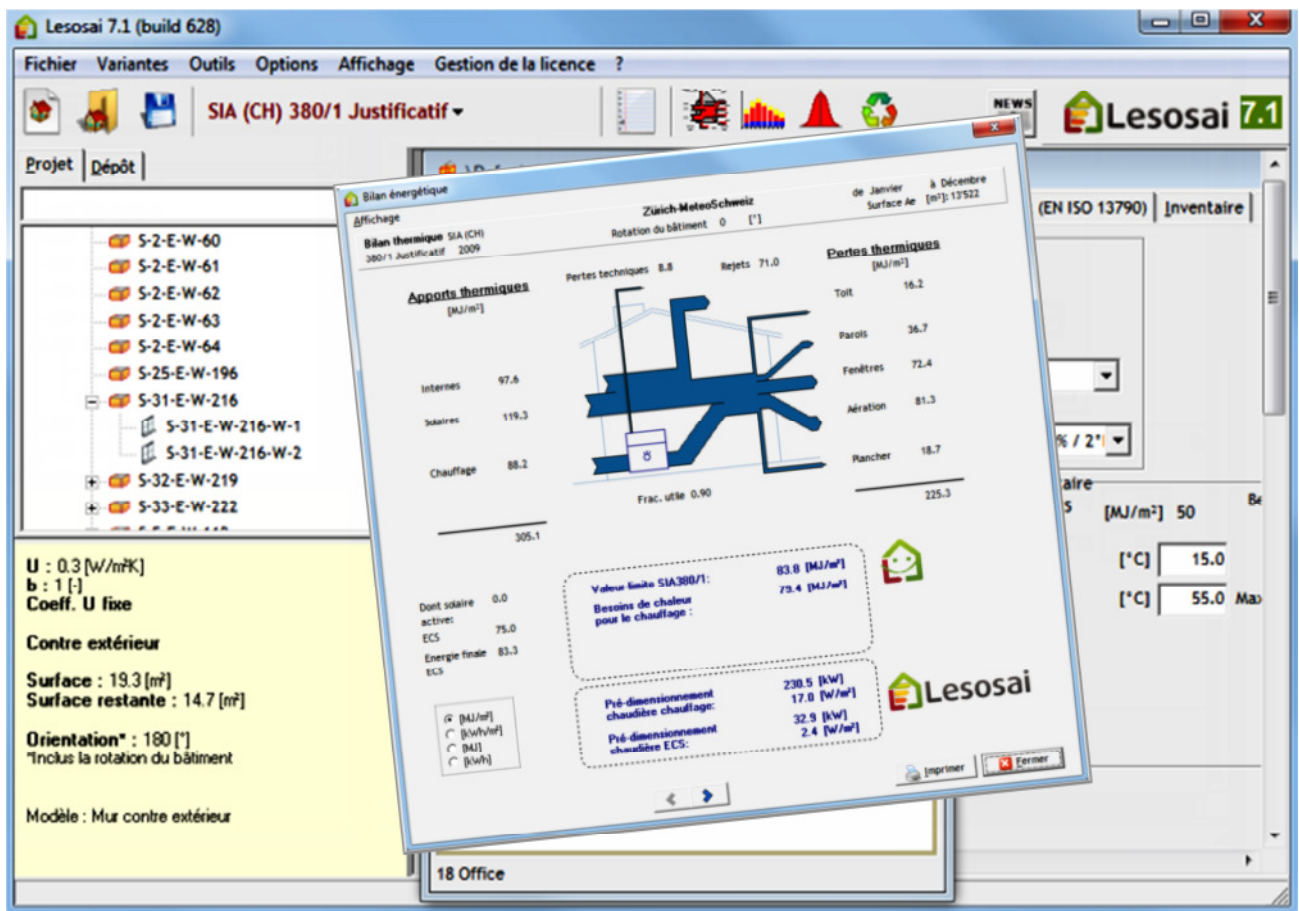 Lesosai 7.1 (build 628)
Fichier Variantes Outils Options Affichage Gestion de la licence ?
SIA (CH) 380/1 Justificatif
NEWS
Lesosai 7.1
Projet Dépôt
(EN ISO 13790) Inventaire
S-2-E-W-60
S-2-E-W-61
S-2-E-W-62
S-2-E-W-63
S-2-E-W-64
S-25-E-W-196
S-31-E-W-216
S-31-E-W-216-W-1
S-31-E-W-216-W-2
S-32-E-W-219
S-33-E-W-222
U : 0.3 [W/m²K]
b : 1 [-]
Coeff. U fixe
Contre extérieur
Surface : 19.3 [m²]
Surface restante : 14.7 [m²]
Orientation* : 180 [°]
*Inclus la rotation du bâtiment
Modèle : Mur contre extérieur
Bilan énergétique
Affichage
Bilan thermique SIA (CH)
380/1 Justificatif 2009
Zürich-MeteoSchweiz
Rotation du bâtiment 0 [°]
de Janvier à Décembre
Surface Ae [m²]: 13'522
Apports thermiques
[MJ/m²]
Pertes techniques 8.8 Rejets 71.0
Pertes thermiques
[MJ/m²]
Toit 16.2
Parois 36.7
Internes 97.6
Fenêtres 72.4
Solaires 119.3
Aération 81.3
Chauffage 88.2
Plancher 18.7
Frac. utile 0.90
305.1
225.3
Dont solaire 0.0
active:
ECS 75.0
Energie finale 83.3
ECS
Valeur limite SIA380/1: 83.8 [MJ/m²]
Besoins de chaleur 79.4 [MJ/m²]
pour le chauffage :
Pré-dimensionnement 230.5 [kW]
chaudière chauffage: 17.0 [W/m²]
Pré-dimensionnement 32.9 [kW]
chaudière ECS: 2.4 [W/m²]
Lesosai
[MJ/m²]
[kWh/m²]
[MJ]
[kWh]
Imprimer Fermer
% / 2°
aire
[MJ/m²] 50
[°C] 15.0
[°C] 55.0 Max
18 Office